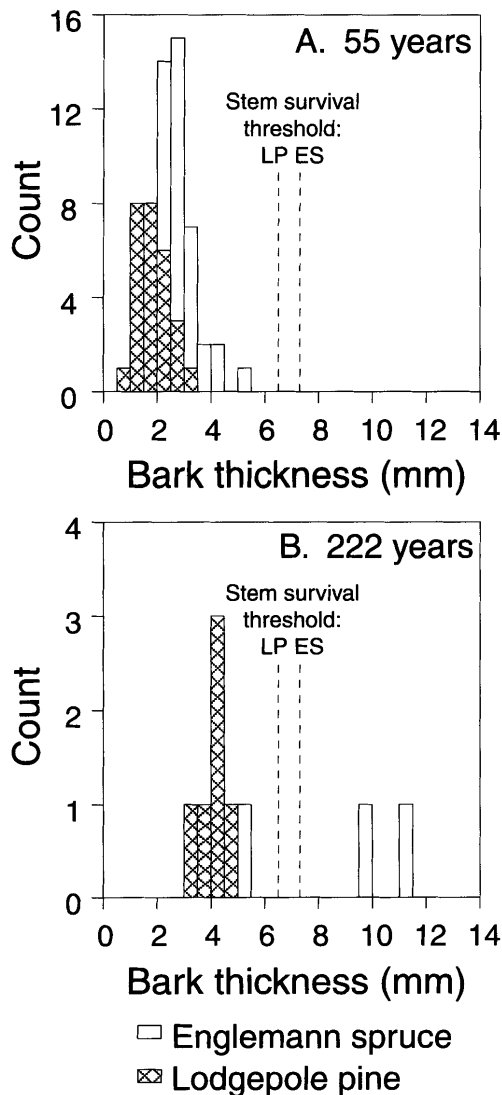 16
A. 55 years
12
Stem survival
threshold:
LP ES
Count
8
4
0
0 2 4 6 8 10 12 14
Bark thickness (mm)
4
B. 222 years
Stem survival
threshold:
3
LP ES
Count
2
1
0
0 2 4 6 8 10 12 14
Bark thickness (mm)
Englemann spruce
Lodgepole pine